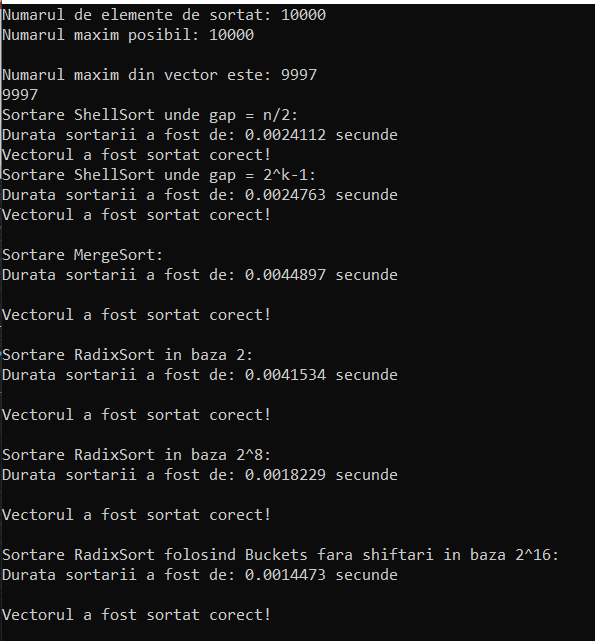 Numarul de elemente de sortat: 10000
Numarul maxim posibil: 10000
Numarul maxim din vector este: 9997
9997
Sortare ShellSort unde gap = n/2:
Durata sortarii a fost de: 0.0024112 secunde
Vectorul a fost sortat corect!
Sortare ShellSort unde gap = 2^k-1:
Durata sortarii a fost de: 0.0024763 secunde
Vectorul a fost sortat corect!
Sortare MergeSort:
Durata sortarii a fost de: 0.0044897 secunde
Vectorul a fost sortat corect!
Sortare RadixSort in baza 2:
Durata sortarii a fost de: 0.0041534 secunde
Vectorul a fost sortat corect!
Sortare RadixSort in baza 2^8:
Durata sortarii a fost de: 0.0018229 secunde
Vectorul a fost sortat corect!
Sortare RadixSort folosind Buckets fara shiftari in baza 2^16:
Durata sortarii a fost de: 0.0014473 secunde
Vectorul a fost sortat corect!